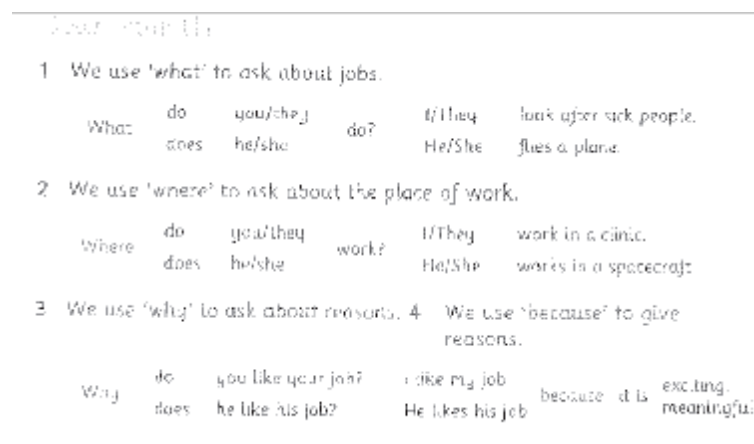 1 We use 'what' to ask about jobs.
What do you/they do? I/They look after sick people.
does he/she He/She flies a plane.
2 We use 'where' to ask about the place of work.
Where do you/they work? I/They work in a clinic.
does he/she He/She works in a spacecraft
3 We use 'why' to ask about reasons. 4 We use 'because' to give
reasons.
Why do you like your job? I like my job because it is exciting.
does he like his job? He likes his job meaningful